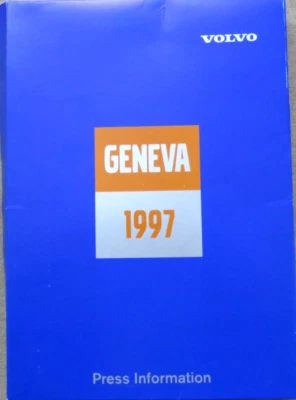 VOLVO
GENEVA
1997
Press Information